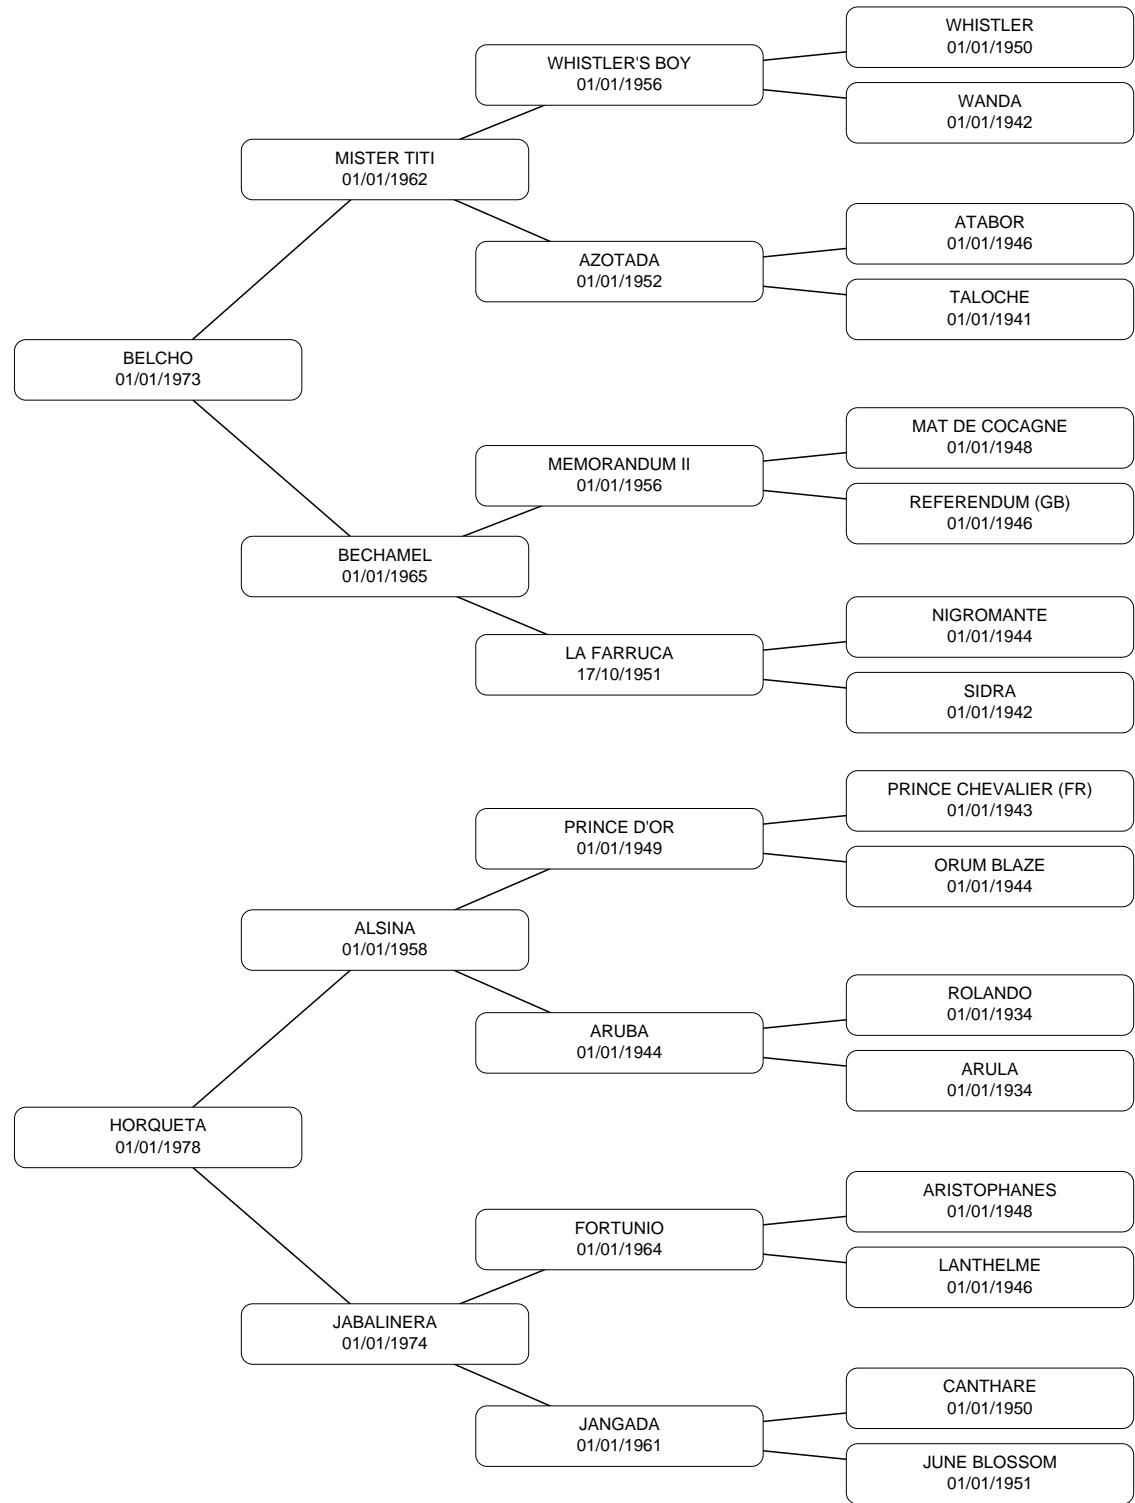 WHISTLER
01/01/1950
WHISTLER'S BOY
01/01/1956
WANDA
01/01/1942
MISTER TITI
01/01/1962
ATABOR
01/01/1946
AZOTADA
01/01/1952
TALOCHE
01/01/1941
BELCHO
01/01/1973
MAT DE COCAGNE
01/01/1948
MEMORANDUM II
01/01/1956
REFERENDUM (GB)
01/01/1946
BECHAMEL
01/01/1965
NIGROMANTE
01/01/1944
LA FARRUCA
17/10/1951
SIDRA
01/01/1942
PRINCE CHEVALIER (FR)
01/01/1943
PRINCE D'OR
01/01/1949
ORUM BLAZE
01/01/1944
ALSINA
01/01/1958
ROLANDO
01/01/1934
ARUBA
01/01/1944
ARULA
01/01/1934
HORQUETA
01/01/1978
ARISTOPHANES
01/01/1948
FORTUNIO
01/01/1964
LANTHELME
01/01/1946
JABALINERA
01/01/1974
CANTHARE
01/01/1950
JANGADA
01/01/1961
JUNE BLOSSOM
01/01/1951